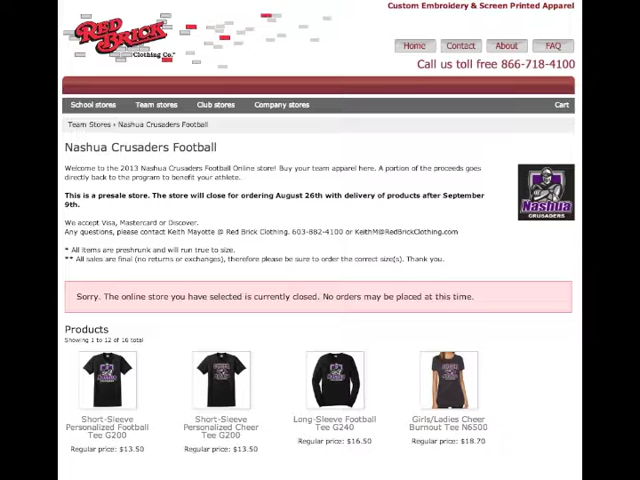 Custom Embroidery & Screen Printed Apparel
RED BRICK
Clothing Co.
Home Contact About FAQ
Call us toll free 866-718-4100
School stores Team stores Club stores Company stores Cart
Team Stores › Nashua Crusaders Football
Nashua Crusaders Football
Welcome to the 2013 Nashua Crusaders Football Online store! Buy your team apparel here. A portion of the proceeds goes
directly back to the program to benefit your athlete.
This is a presale store. The store will close for ordering August 26th with delivery of products after September
9th.
Nashua
CRUSADERS
We accept Visa, Mastercard or Discover.
Any questions, please contact Keith Mayotte @ Red Brick Clothing. 603-882-4100 or KeithM@RedBrickClothing.com
* All items are preshrunk and will run true to size.
** All sales are final (no returns or exchanges), therefore please be sure to order the correct size(s). Thank you.
Sorry. The online store you have selected is currently closed. No orders may be placed at this time.
Products
Showing 1 to 12 of 16 total
Short-Sleeve
Personalized Football
Tee G200
Regular price: $13.50
Short-Sleeve
Personalized Cheer
Tee G200
Regular price: $13.50
Long-Sleeve Football
Tee G240
Regular price: $16.50
Girls/Ladies Cheer
Burnout Tee N6500
Regular price: $18.70